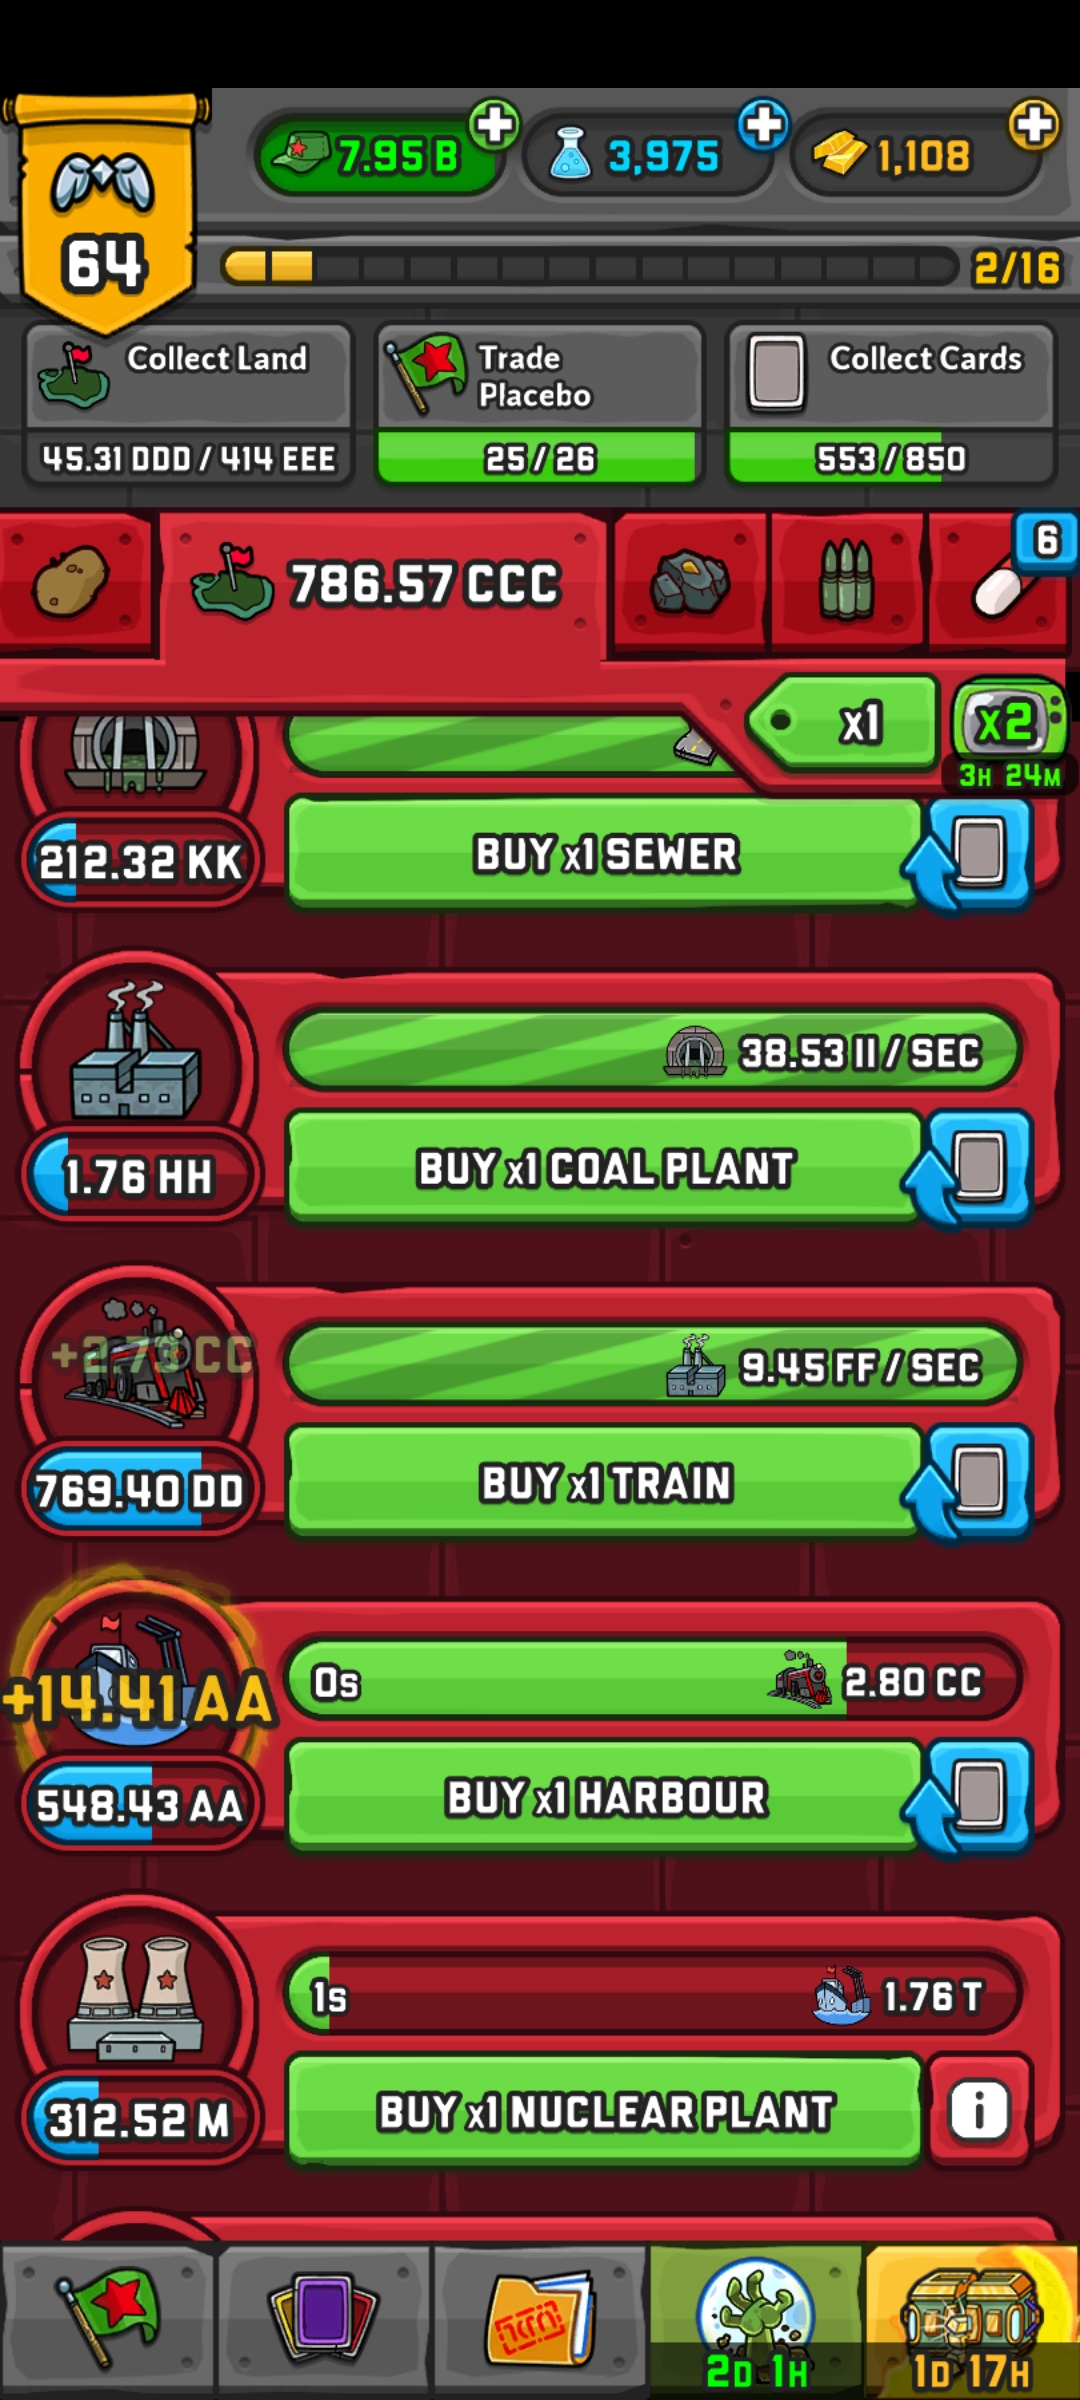 7.95 B
3,975
1,108
64
2/16
Collect Land
45.31 DDD / 414 EEE
Trade
Placebo
25 / 26
Collect Cards
553 / 850
786.57 CCC
6
x1
x2
3H 24M
212.32 KK
BUY x1 SEWER
38.53 II / SEC
1.76 HH
BUY x1 COAL PLANT
+2.73 CC
9.45 FF / SEC
769.40 DD
BUY x1 TRAIN
+14.41 AA
0s
2.80 CC
548.43 AA
BUY x1 HARBOUR
1s
1.76 T
312.52 M
BUY x1 NUCLEAR PLANT
i
2D 1H
1D 17H